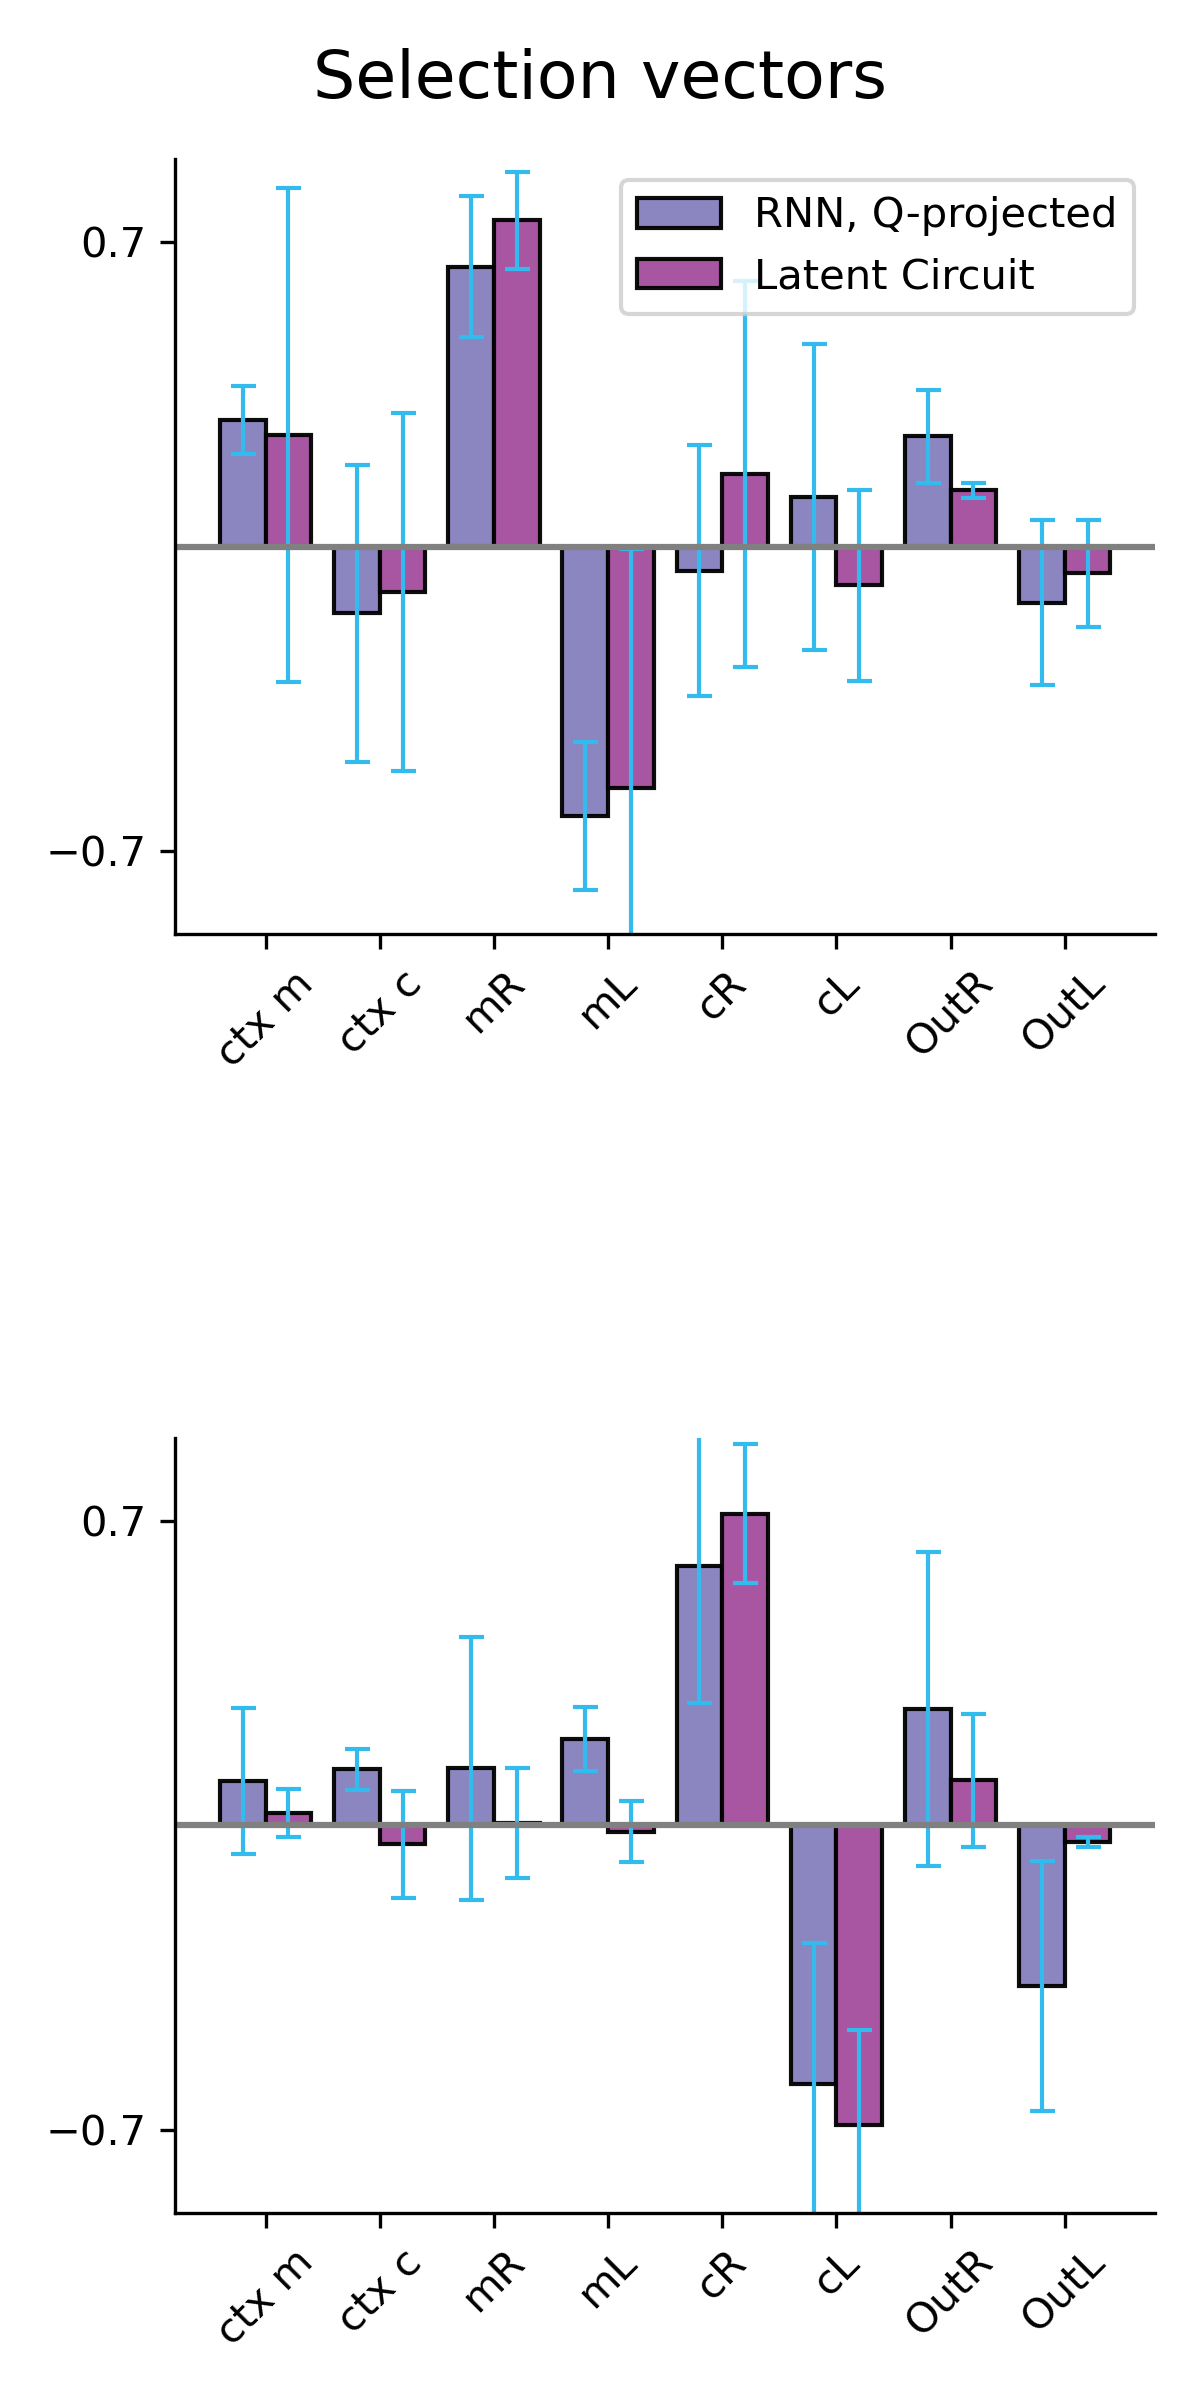 Selection vectors
0.7
−0.7
RNN, Q-projected
Latent Circuit
ctx m
ctx c
mR
mL
cR
cL
OutR
OutL
0.7
−0.7
ctx m
ctx c
mR
mL
cR
cL
OutR
OutL